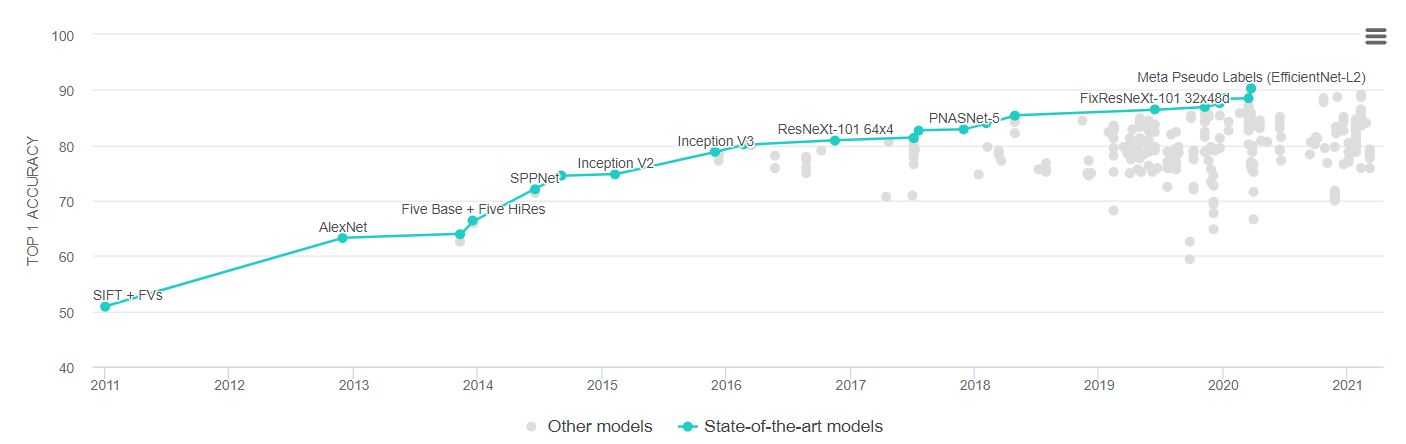 100
90
80
70
60
50
40
TOP 1 ACCURACY
Meta Pseudo Labels (EfficientNet-L2)
FixResNeXt-101 32x48d
PNASNet-5
ResNeXt-101 64x4
Inception V3
Inception V2
SPPNet
Five Base + Five HiRes
AlexNet
SIFT + FVs
2011 2012 2013 2014 2015 2016 2017 2018 2019 2020 2021
Other models State-of-the-art models